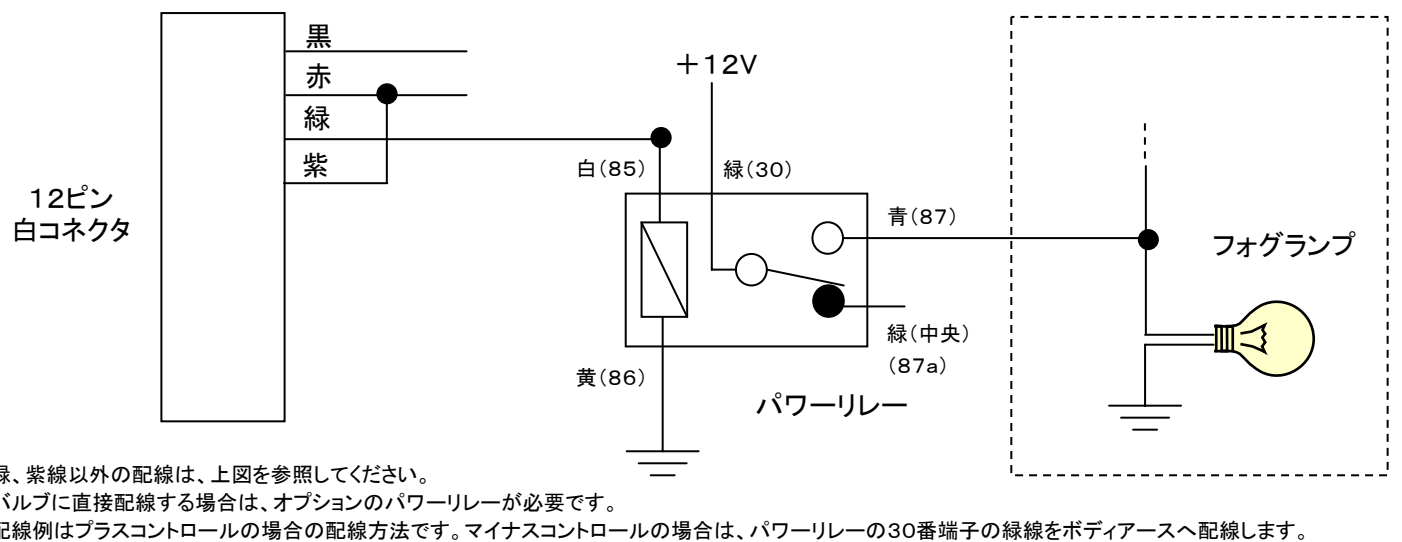 黒
赤
緑
紫
12ピン
白コネクタ
＋12V
白(85)
緑(30)
青(87)
緑(中央)
(87a)
黄(86)
パワーリレー
フォグランプ
緑、紫線以外の配線は、上図を参照してください。
バルブに直接配線する場合は、オプションのパワーリレーが必要です。
配線例はプラスコントロールの場合の配線方法です。マイナスコントロールの場合は、パワーリレーの30番端子の緑線をボディアースへ配線します。